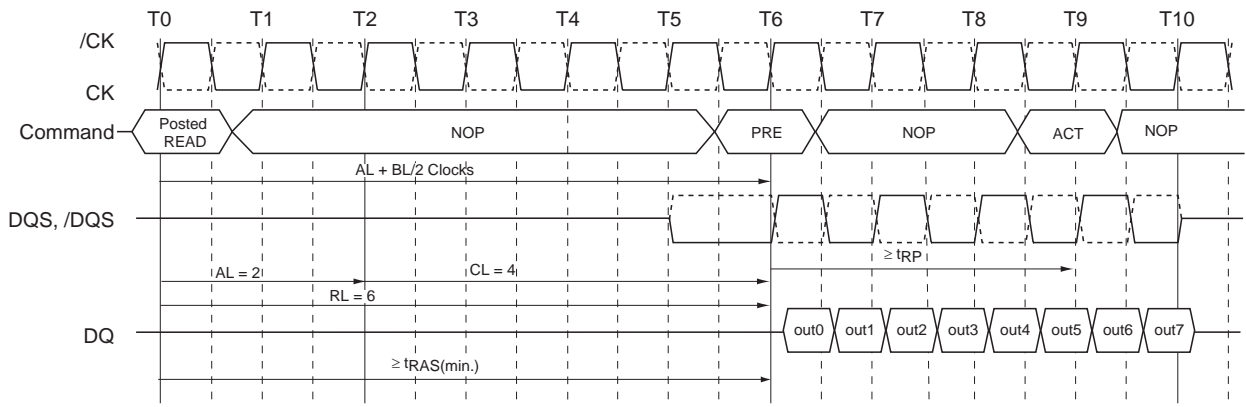 T0 T1 T2 T3 T4 T5 T6 T7 T8 T9 T10
/CK
CK
Command
Posted
READ
NOP
PRE
NOP
ACT
NOP
AL + BL/2 Clocks
DQS, /DQS
≥ tRP
AL = 2
CL = 4
RL = 6
DQ
out0 out1 out2 out3 out4 out5 out6 out7
≥ tRAS(min.)